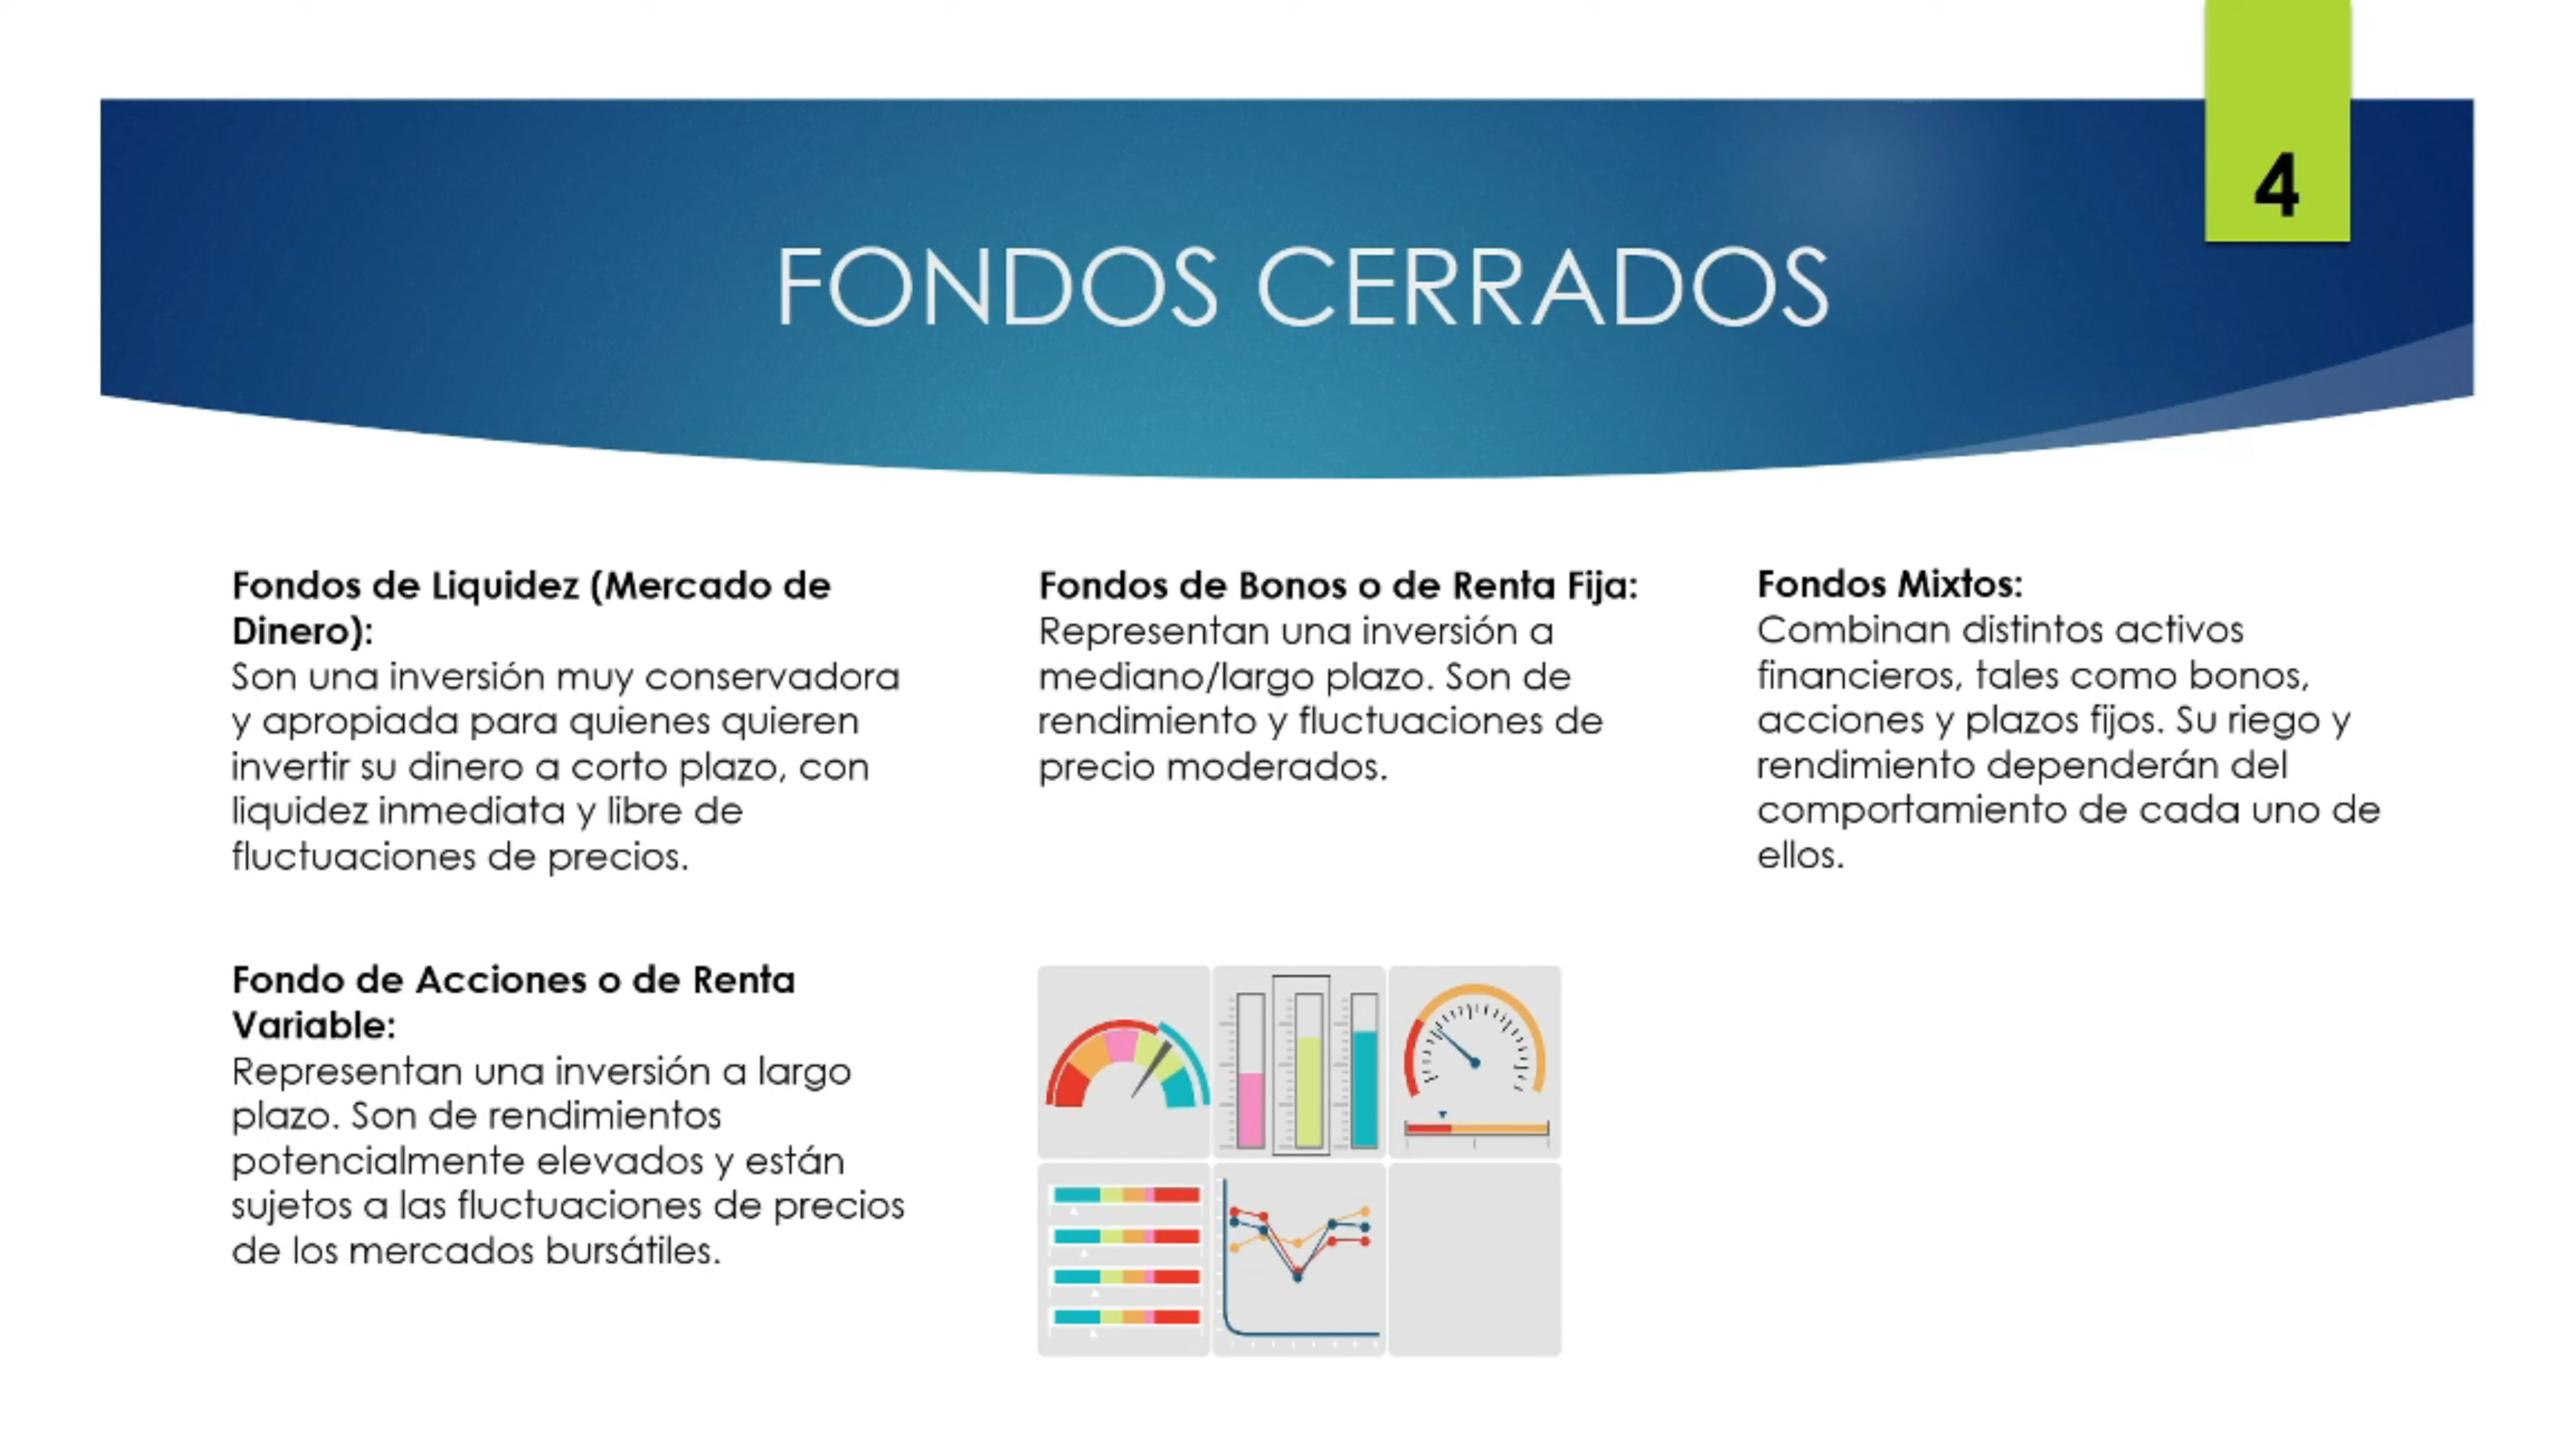 4
FONDOS CERRADOS
Fondos de Liquidez (Mercado de
Dinero):
Son una inversión muy conservadora
y apropiada para quienes quieren
invertir su dinero a corto plazo, con
liquidez inmediata y libre de
fluctuaciones de precios.
Fondos de Bonos o de Renta Fija:
Representan una inversión a
mediano/largo plazo. Son de
rendimiento y fluctuaciones de
precio moderados.
Fondos Mixtos:
Combinan distintos activos
financieros, tales como bonos,
acciones y plazos fijos. Su riego y
rendimiento dependerán del
comportamiento de cada uno de
ellos.
Fondo de Acciones o de Renta
Variable:
Representan una inversión a largo
plazo. Son de rendimientos
potencialmente elevados y están
sujetos a las fluctuaciones de precios
de los mercados bursátiles.